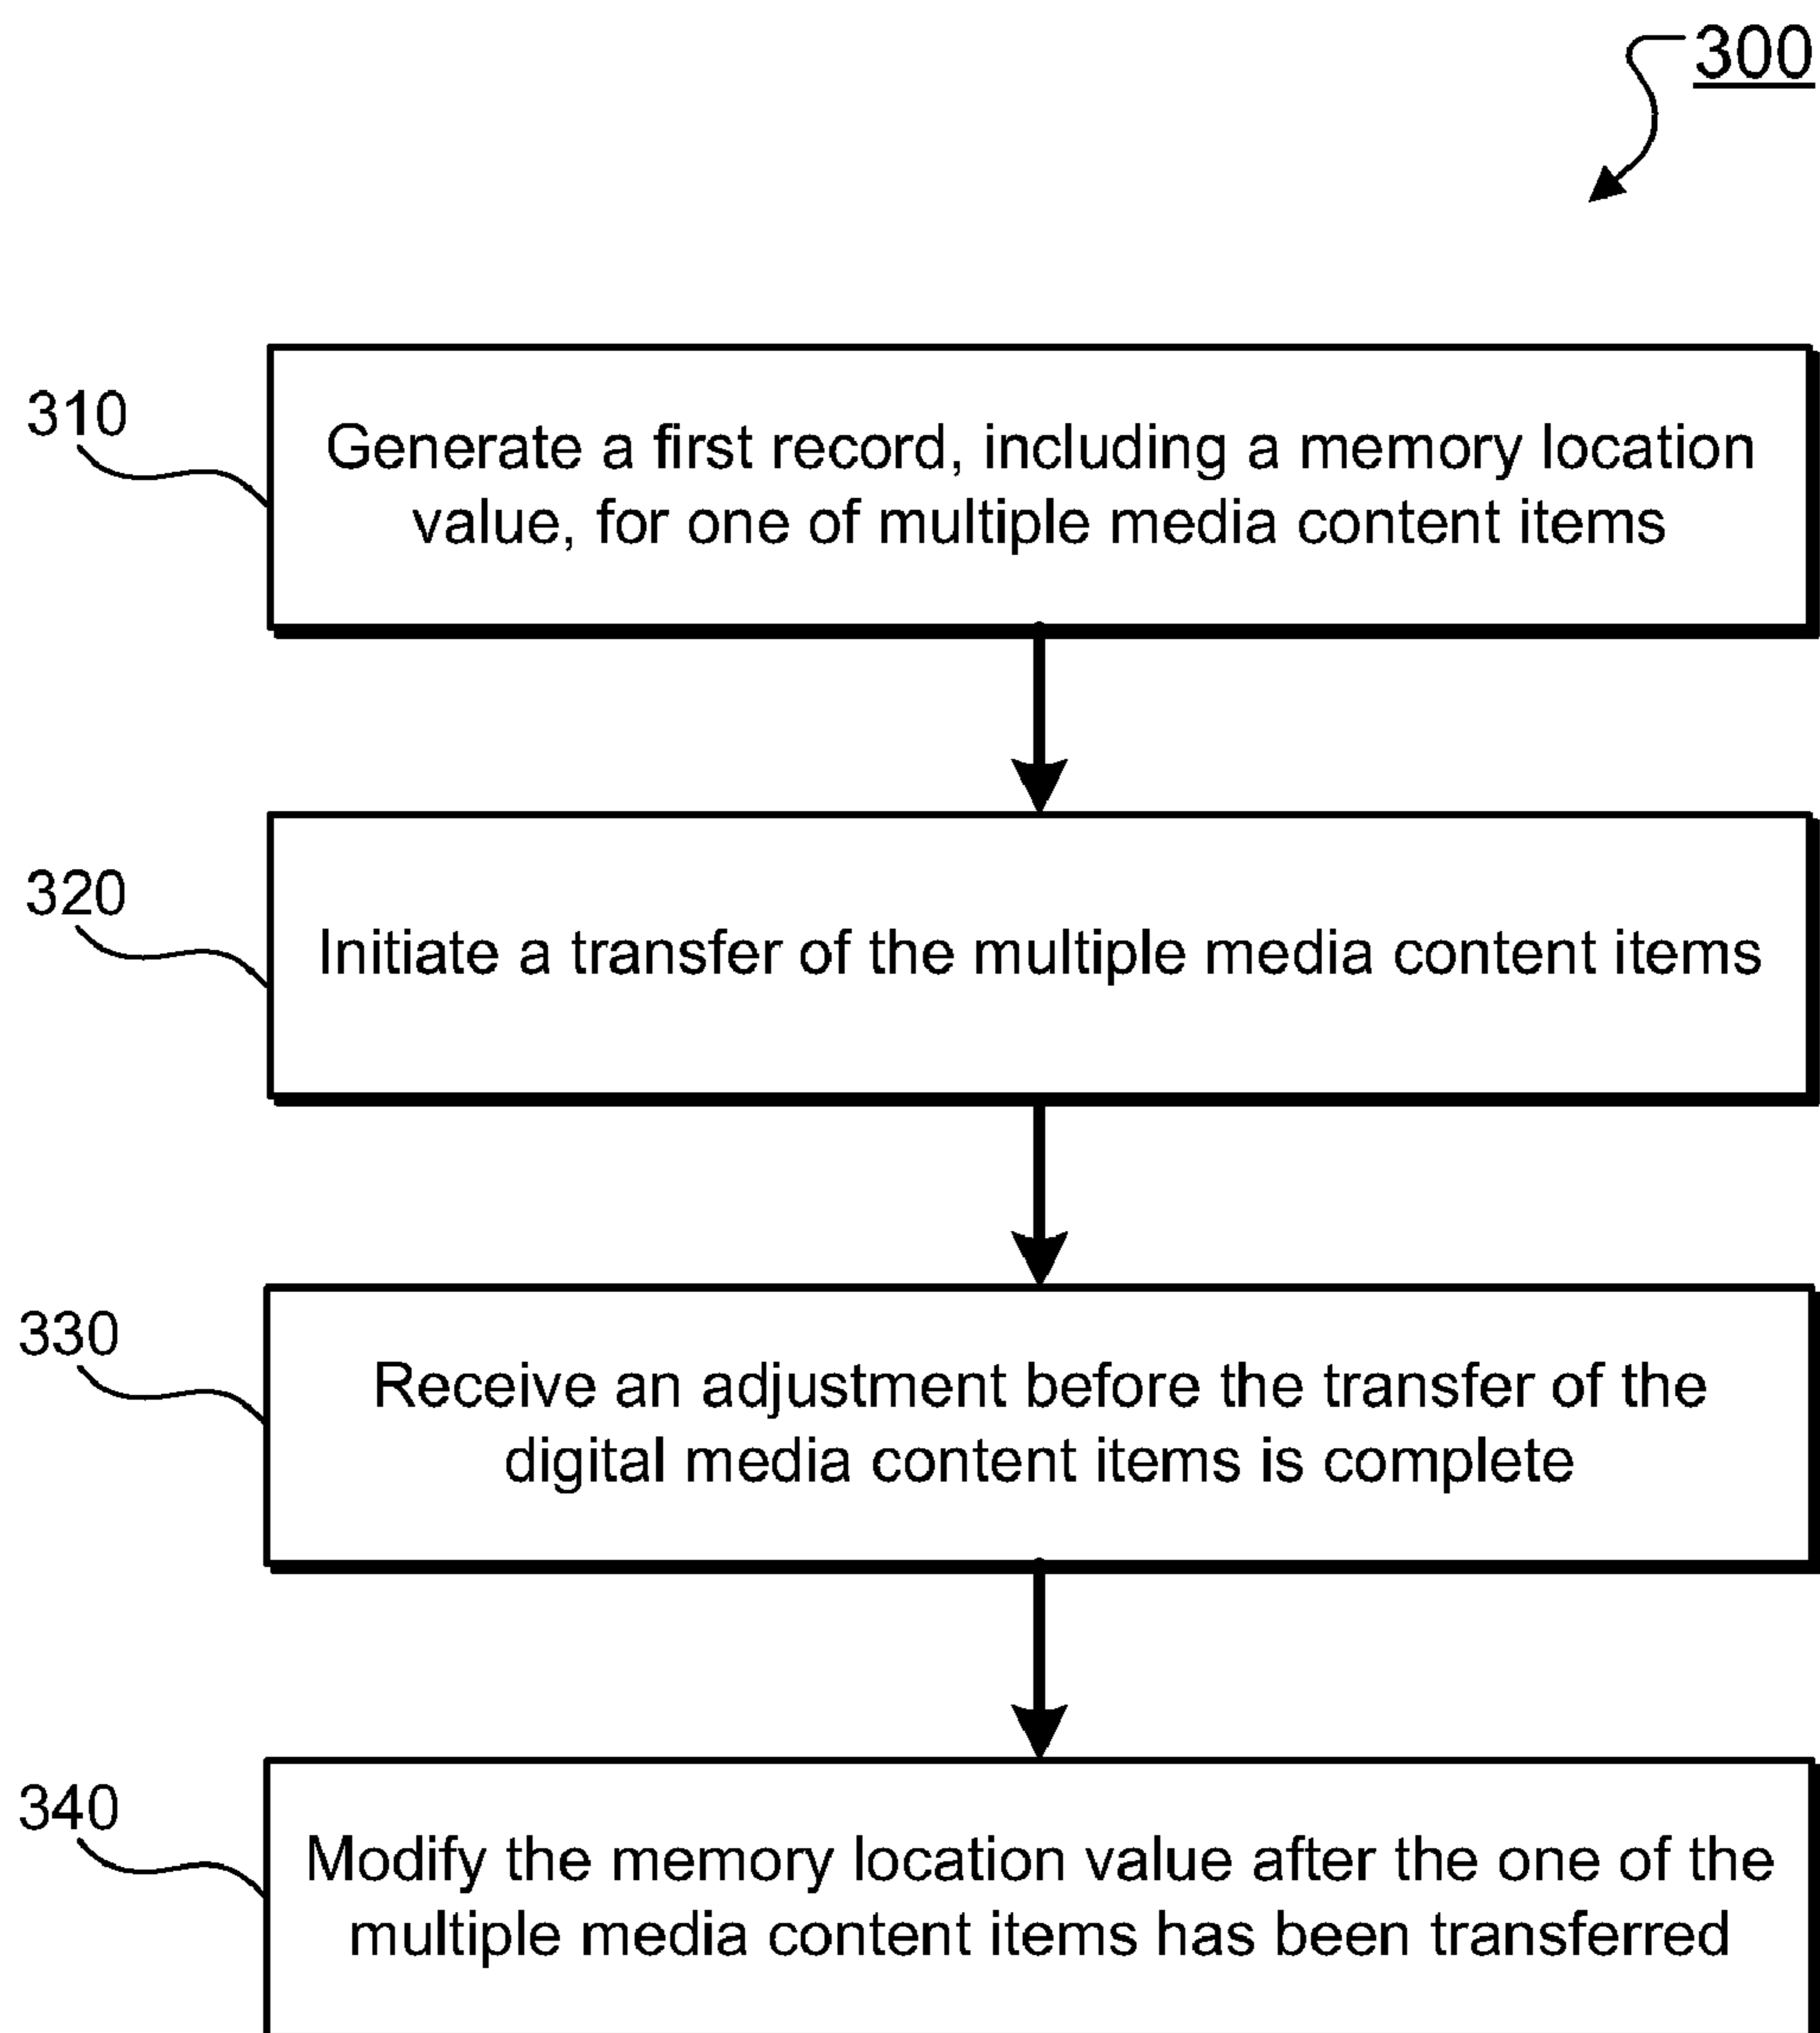 300
310
Generate a first record, including a memory location
value, for one of multiple media content items
320
Initiate a transfer of the multiple media content items
330
Receive an adjustment before the transfer of the
digital media content items is complete
340
Modify the memory location value after the one of the
multiple media content items has been transferred